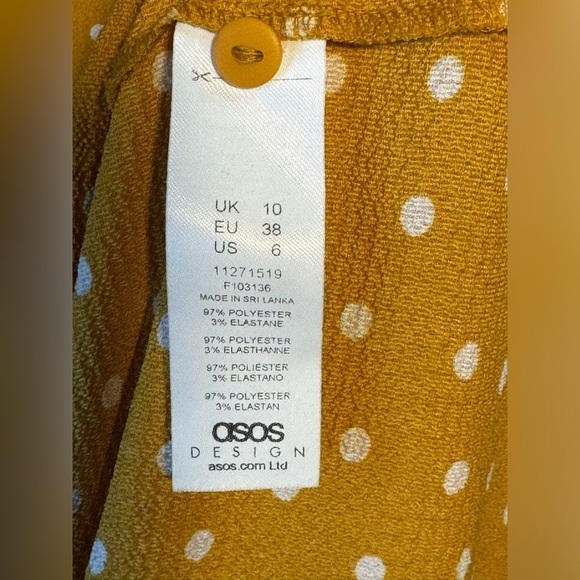 UK 10
EU 38
US 6
11271519
F103136
MADE IN SRI LANKA
97% POLYESTER
3% ELASTANE
97% POLYESTER
3% ELASTHANNE
97% POLIÉSTER
3% ELASTANO
97% POLYESTER
3% ELASTAN
asos
DESIGN
asos.com Ltd